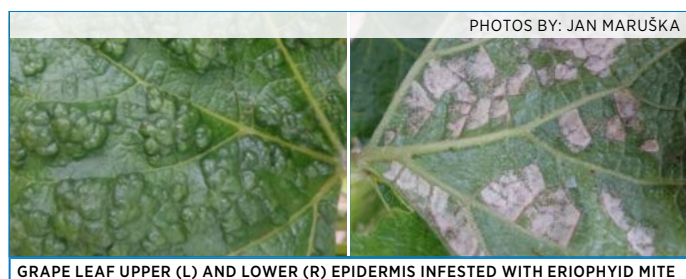 PHOTOS BY: JAN MARUŠKA
GRAPE LEAF UPPER (L) AND LOWER (R) EPIDERMIS INFESTED WITH ERIOPHYID MITE